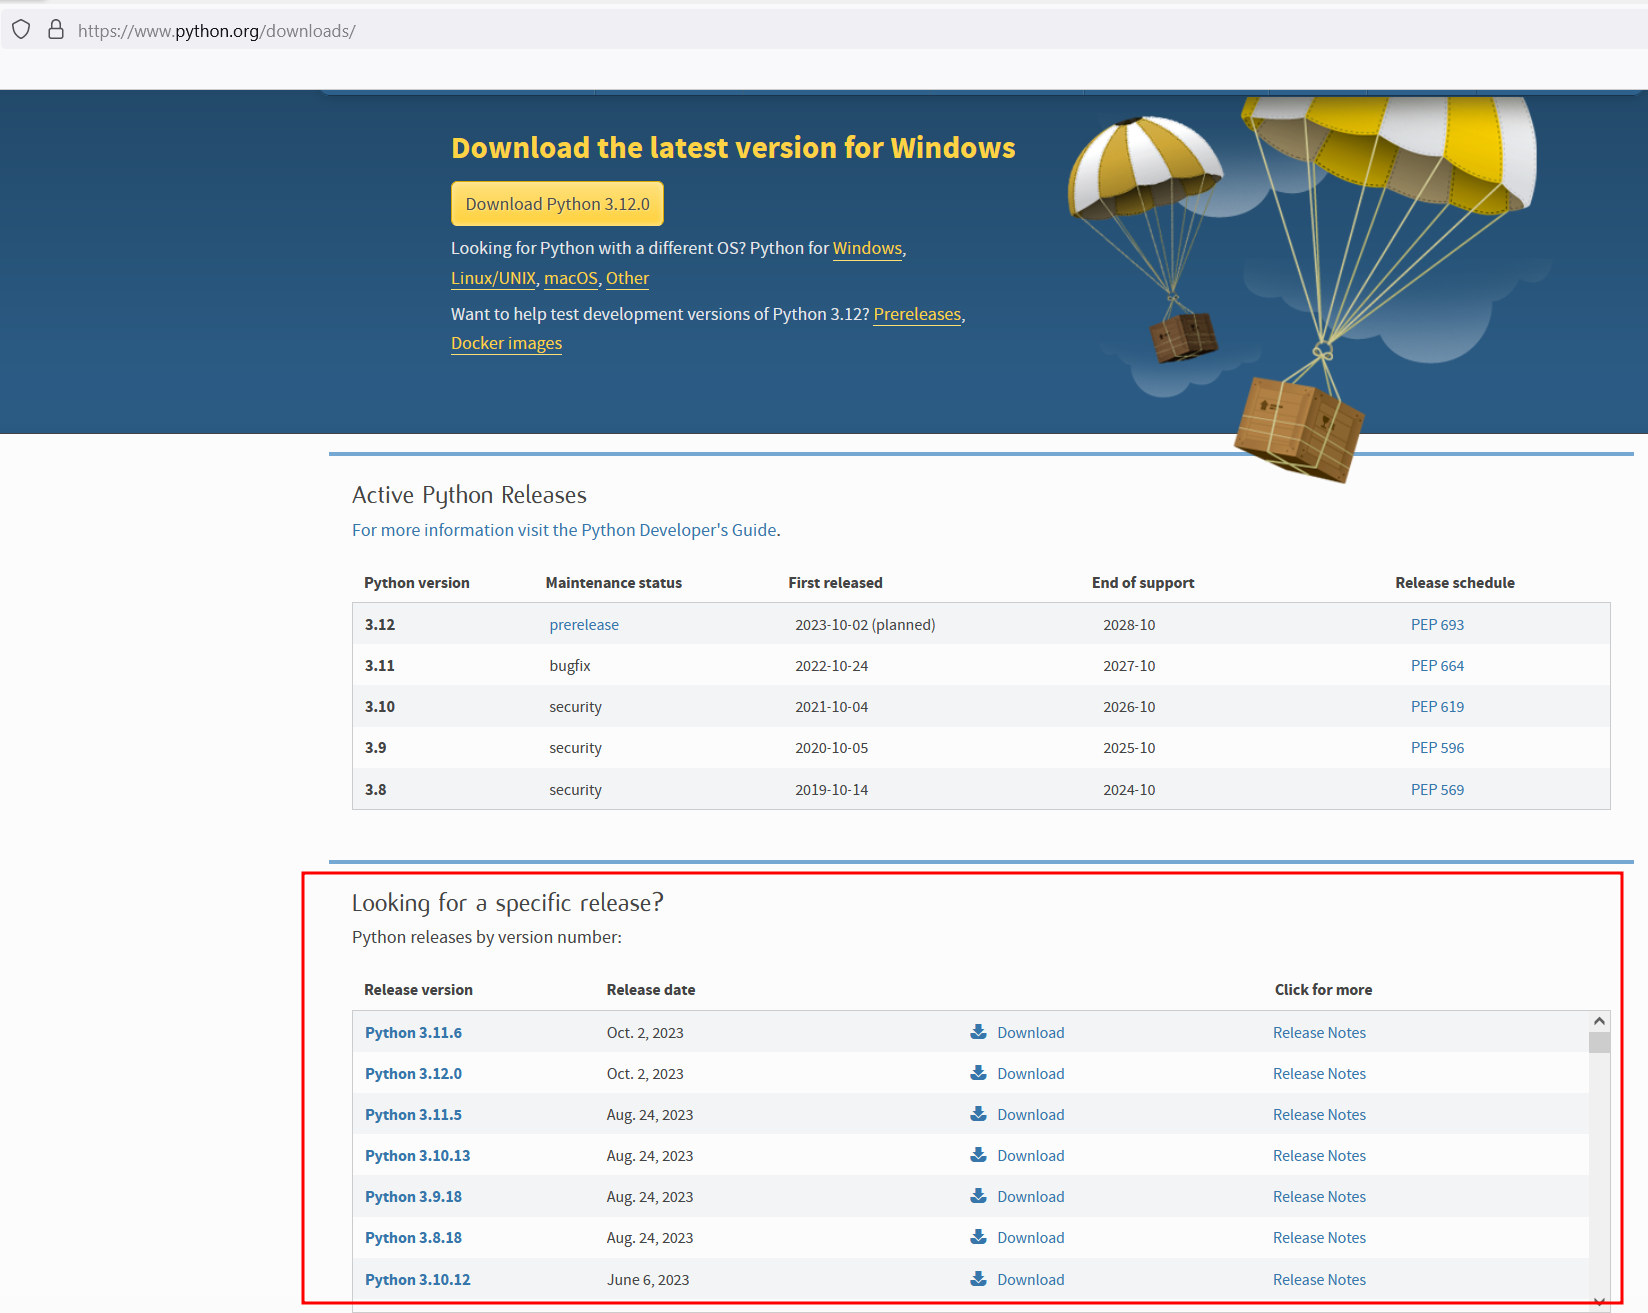 https://www.python.org/downloads/
Download the latest version for Windows
Download Python 3.12.0
Looking for Python with a different OS? Python for Windows,
Linux/UNIX, macOS, Other
Want to help test development versions of Python 3.12? Prereleases,
Docker images
Active Python Releases
For more information visit the Python Developer's Guide.
Python version Maintenance status First released End of support Release schedule
3.12 prerelease 2023-10-02 (planned) 2028-10 PEP 693
3.11 bugfix 2022-10-24 2027-10 PEP 664
3.10 security 2021-10-04 2026-10 PEP 619
3.9 security 2020-10-05 2025-10 PEP 596
3.8 security 2019-10-14 2024-10 PEP 569
Looking for a specific release?
Python releases by version number:
Release version Release date Click for more
Python 3.11.6 Oct. 2, 2023 Download Release Notes
Python 3.12.0 Oct. 2, 2023 Download Release Notes
Python 3.11.5 Aug. 24, 2023 Download Release Notes
Python 3.10.13 Aug. 24, 2023 Download Release Notes
Python 3.9.18 Aug. 24, 2023 Download Release Notes
Python 3.8.18 Aug. 24, 2023 Download Release Notes
Python 3.10.12 June 6, 2023 Download Release Notes